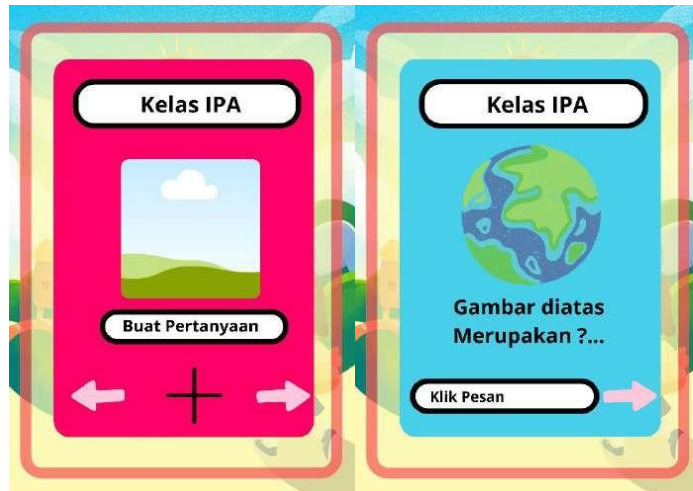 Kelas IPA
Buat Pertanyaan
Kelas IPA
Gambar diatas
Merupakan ?...
Klik Pesan